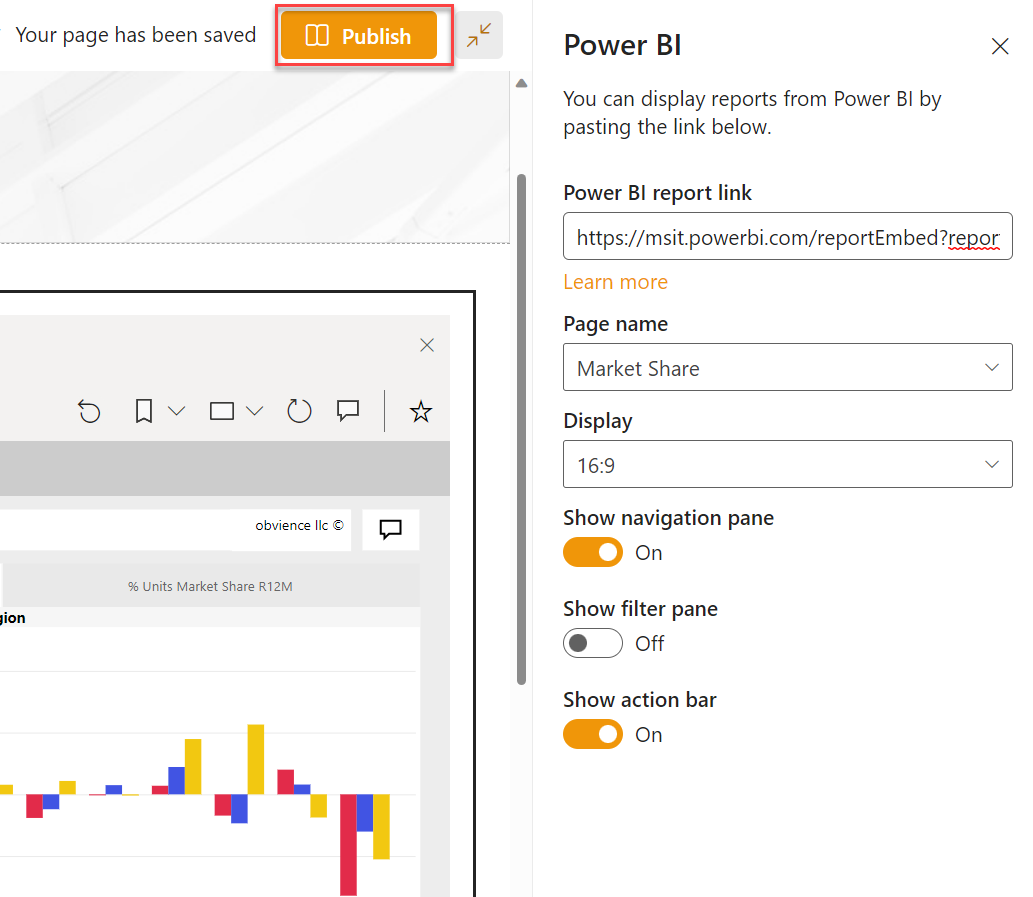 Your page has been saved
Publish
obvience llc ©
% Units Market Share R12M
gion
Power BI
You can display reports from Power BI by
pasting the link below.
Power BI report link
https://msit.powerbi.com/reportEmbed?repor
Learn more
Page name
Market Share
Display
16:9
Show navigation pane
On
Show filter pane
Off
Show action bar
On